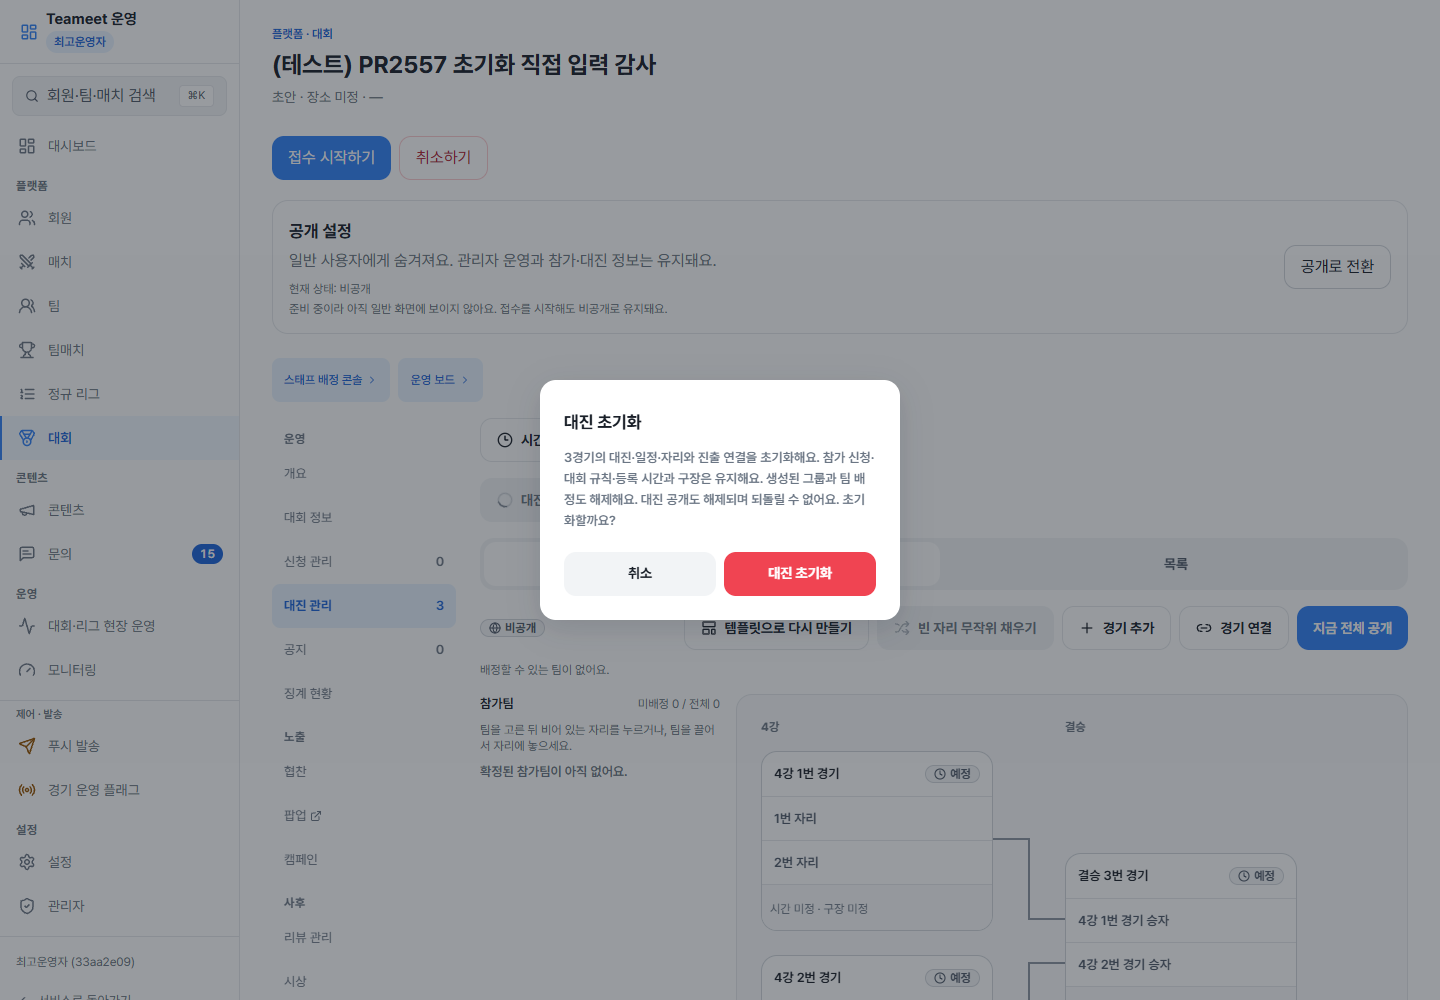 Teameet 운영
최고운영자
회원·팀·매치 검색
⌘K
대시보드
플랫폼
회원
매치
팀
팀매치
정규 리그
대회
콘텐츠
콘텐츠
문의
15
운영
대회·리그 현장 운영
모니터링
제어 · 발송
푸시 발송
경기 운영 플래그
설정
설정
관리자
최고운영자 (33aa2e09)
플랫폼 · 대회
(테스트) PR2557 초기화 직접 입력 감사
초안 · 장소 미정 · —
접수 시작하기
취소하기
공개 설정
일반 사용자에게 숨겨져요. 관리자 운영과 참가·대진 정보는 유지돼요.
현재 상태: 비공개
준비 중이라 아직 일반 화면에 보이지 않아요. 접수를 시작해도 비공개로 유지돼요.
공개로 전환
스태프 배정 콘솔
운영 보드
운영
개요
대회 정보
신청 관리
0
대진 관리
3
공지
0
징계 현황
노출
협찬
팝업
캠페인
사후
리뷰 관리
시상
대진 초기화
3경기의 대진·일정·자리와 진출 연결을 초기화해요. 참가 신청·
대회 규칙·등록 시간과 구장은 유지해요. 생성된 그룹과 팀 배
정도 해제해요. 대진 공개도 해제되며 되돌릴 수 없어요. 초기
화할까요?
취소
대진 초기화
목록
비공개
템플릿으로 다시 만들기
빈 자리 무작위 채우기
경기 추가
경기 연결
지금 전체 공개
배정할 수 있는 팀이 없어요.
참가팀
미배정 0 / 전체 0
팀을 고른 뒤 비어 있는 자리를 누르거나, 팀을 끌어
서 자리에 놓으세요.
확정된 참가팀이 아직 없어요.
4강
결승
4강 1번 경기
예정
1번 자리
2번 자리
시간 미정 · 구장 미정
4강 2번 경기
예정
결승 3번 경기
예정
4강 1번 경기 승자
4강 2번 경기 승자